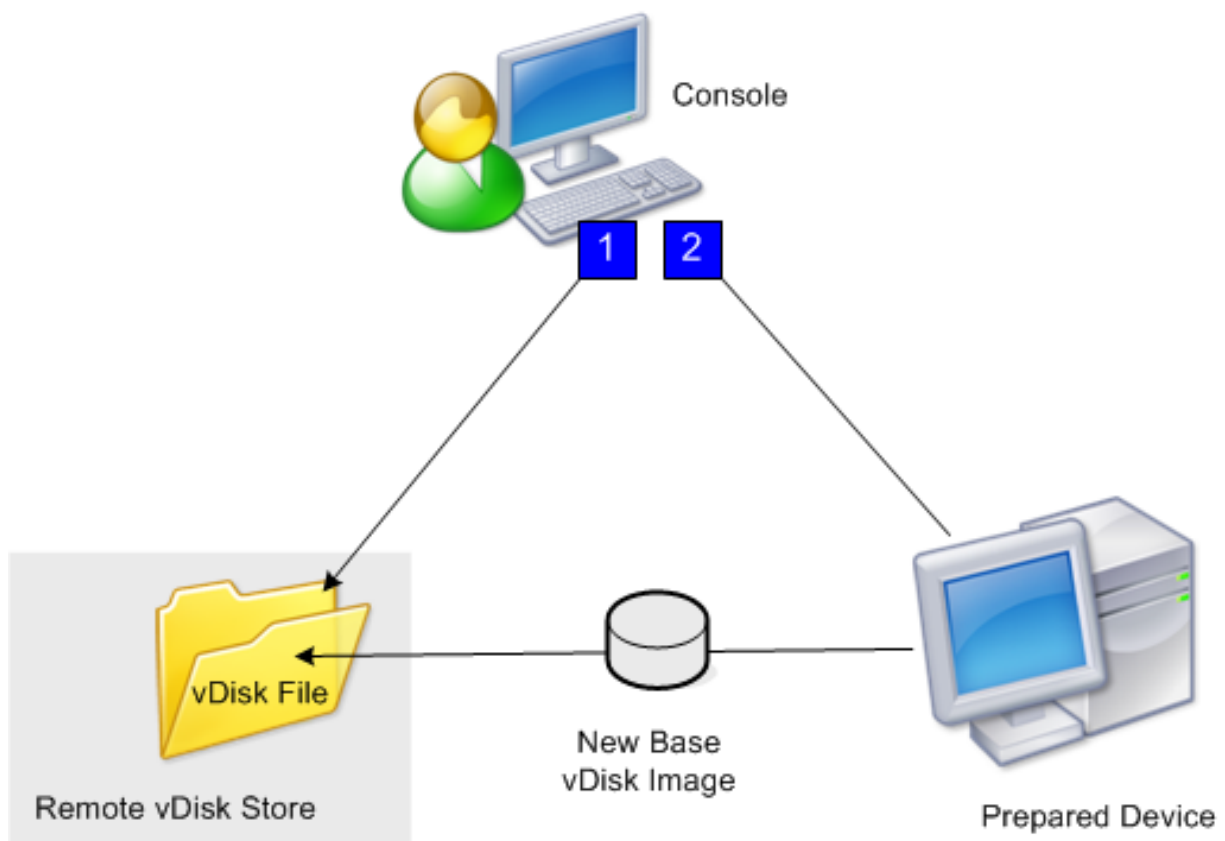 Console
1 2
vDisk File
New Base
vDisk Image
Remote vDisk Store
Prepared Device